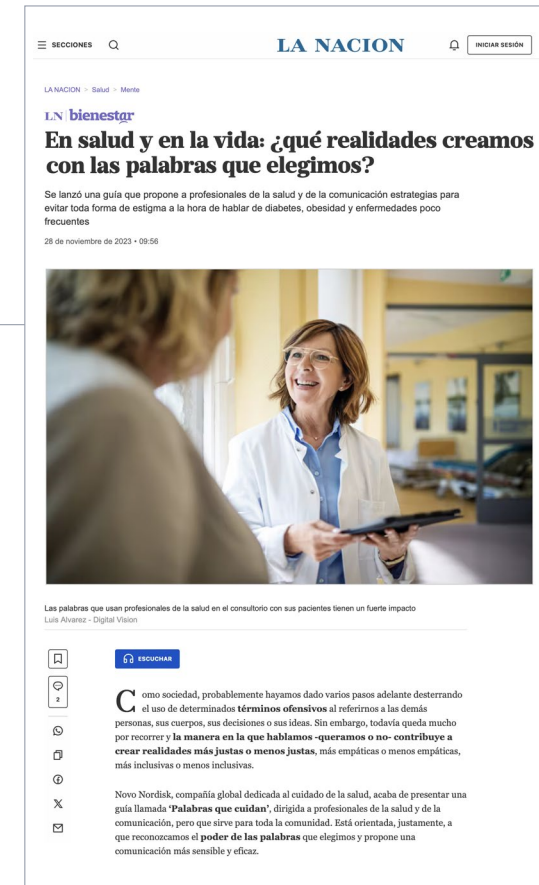 SECCIONES
LA NACION
INICIAR SESIÓN
LA NACION > Salud > Mente
LN bienestar
En salud y en la vida: ¿qué realidades creamos
con las palabras que elegimos?
Se lanzó una guía que propone a profesionales de la salud y de la comunicación estrategias para
evitar toda forma de estigma a la hora de hablar de diabetes, obesidad y enfermedades poco
frecuentes
28 de noviembre de 2023 • 09:56
Las palabras que usan profesionales de la salud en el consultorio con sus pacientes tienen un fuerte impacto
Luis Alvarez - Digital Vision
ESCUCHAR
2
Como sociedad, probablemente hayamos dado varios pasos adelante desterrando
el uso de determinados términos ofensivos al referirnos a las demás
personas, sus cuerpos, sus decisiones o sus ideas. Sin embargo, todavía queda mucho
por recorrer y la manera en la que hablamos -queramos o no- contribuye a
crear realidades más justas o menos justas, más empáticas o menos empáticas,
más inclusivas o menos inclusivas.
Novo Nordisk, compañía global dedicada al cuidado de la salud, acaba de presentar una
guía llamada ‘Palabras que cuidan’, dirigida a profesionales de la salud y de la
comunicación, pero que sirve para toda la comunidad. Está orientada, justamente, a
que reconozcamos el poder de las palabras que elegimos y propone una
comunicación más sensible y eficaz.